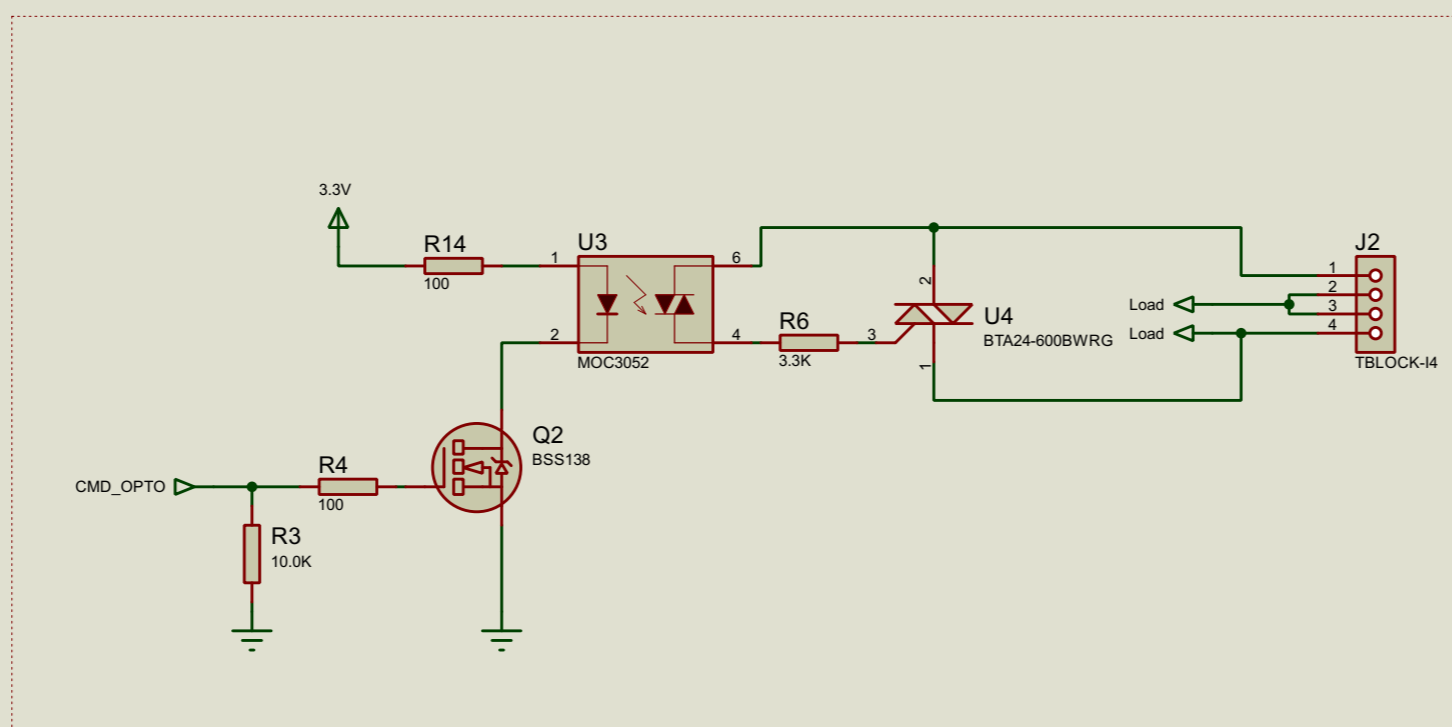 3.3V
R14
100
U3
1
2
6
4
MOC3052
R6
3.3K
3
2
1
U4
BTA24-600BWRG
Load
Load
J2
1
2
3
4
TBLOCK-I4
Q2
BSS138
CMD_OPTO
R4
100
R3
10.0K